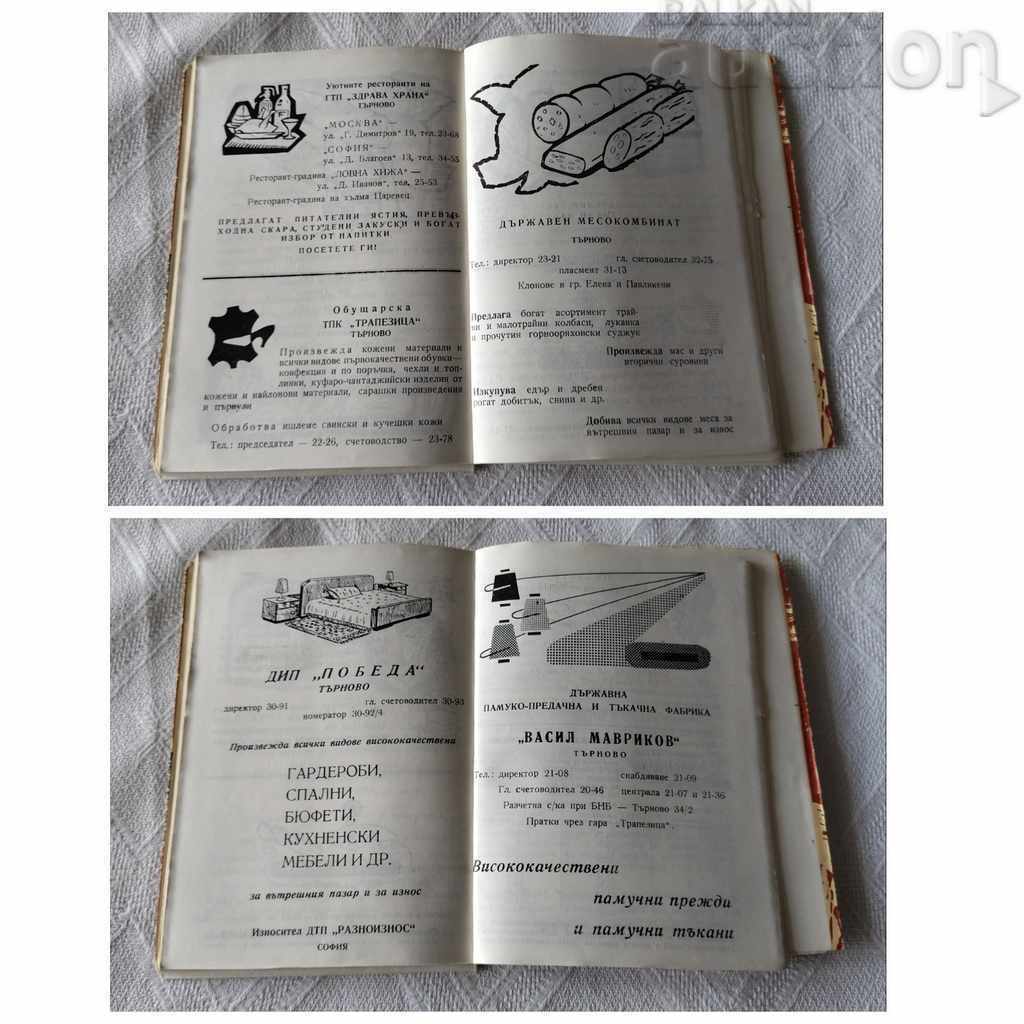 BALKAN
auction
Уютните ресторанти на
ГТП „ЗДРАВА ХРАНА“
ТЪРНОВО
„МОСКВА“ —
ул. „Г. Димитров“ 19, тел. 23-68
„СОФИЯ“ —
ул. „Д. Благоев“ 13, тел. 34-55
Ресторант-градина „ЛОВНА ХИЖА“ —
ул. „Д. Иванов“, тел. 25-53
Ресторант-градина на хълма Царевец
ПРЕДЛАГАТ ПИТАТЕЛНИ ЯСТИЯ, ПРЕВЪЗ-
ХОДНА СКАРА, СТУДЕНИ ЗАКУСКИ И БОГАТ
ИЗБОР ОТ НАПИТКИ
ПОСЕТЕТЕ ГИ!
Обущарска
ТПК „ТРАПЕЗИЦА“
ТЪРНОВО
Произвежда кожени материали и
всички видове първокачествени обувки—
конфекция и по поръчка, чехли и топ-
линки, куфаро-чантаджийски изделия от
кожени и найлонови материали, сарашки произведения
и първули
Обработва ишлеме свински и кучешки кожи
Тел.: председател — 22-26, счетоводство — 23-78
ДЪРЖАВЕН МЕСОКОМБИНАТ
ТЪРНОВО
Тел.: директор 23-21 гл. счетоводител 32-75
пласмент 31-13
Клонове в гр. Елена и Павликени
Предлага богат асортимент трай-
ни и малотрайни колбаси, луканка
и прочутия горнооряховски суджук
Произвежда мас и други
вторични суровини
Изкупува едър и дребен
рогат добитък, свини и др.
Добива всички видове меса за
вътрешния пазар и за износ
ДИП „ПОБЕДА“
ТЪРНОВО
директор 30-91 гл. счетоводител 30-93
номератор 30-92/4
Произвежда всички видове висококачествени
ГАРДЕРОБИ,
СПАЛНИ,
БЮФЕТИ,
КУХНЕНСКИ
МЕБЕЛИ И ДР.
за вътрешния пазар и за износ
Износител ДТП „РАЗНОИЗНОС“
СОФИЯ
ДЪРЖАВНА
ПАМУКО-ПРЕДАЧНА И ТЪКАЧНА ФАБРИКА
„ВАСИЛ МАВРИКОВ“
ТЪРНОВО
Тел.: директор 21-08 снабдяване 21-09
Гл. счетоводител 20-46 централа 21-07 и 21-36
Разчетна с/ка при БНБ — Търново 34/2
Пратки чрез гара „Трапезица“.
Висококачествени
памучни прежди
и памучни тъкани